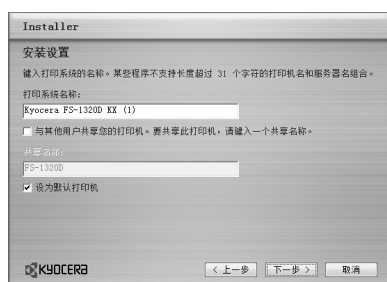 Installer
安装设置
键入打印系统的名称。某些程序不支持长度超过 31 个字符的打印机名和服务器名组合。
打印系统名称:
Kyocera FS-1320D KX (1)
与其他用户共享您的打印机。要共享此打印机，请键入一个共享名称。
共享名称:
FS-1320D
设为默认打印机
KYOCERA
< 上一步
下一步 >
取消